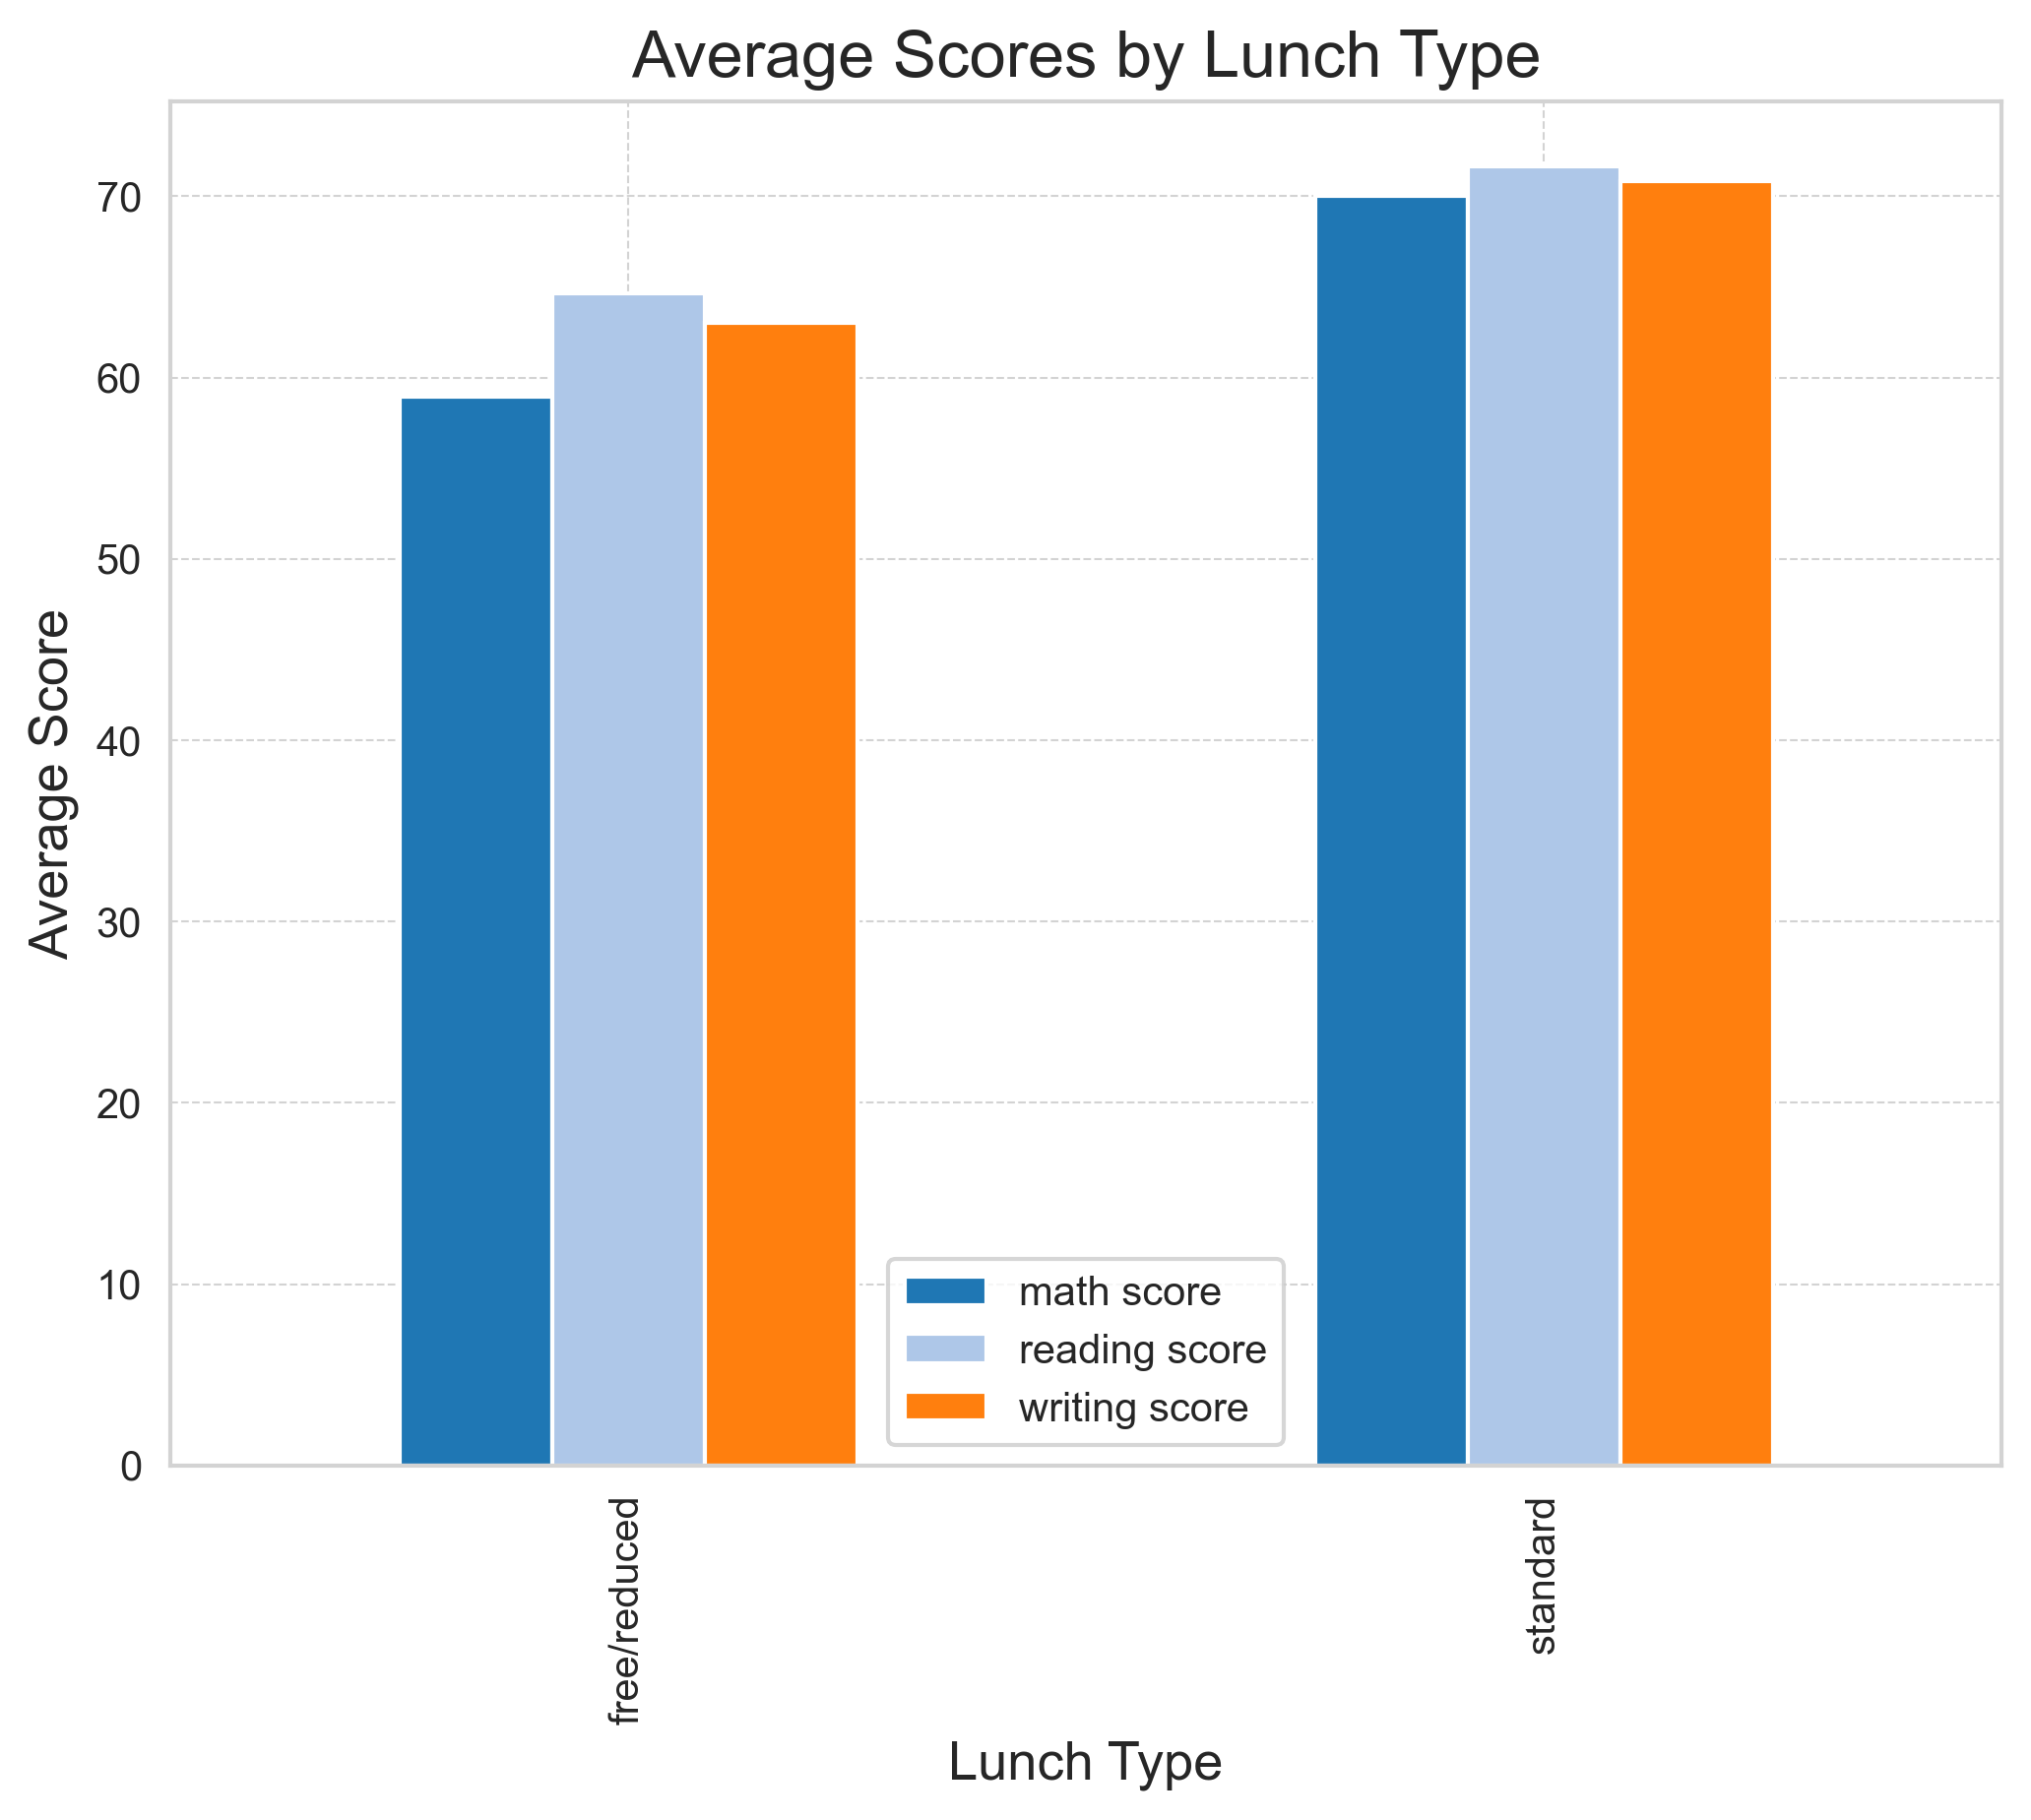 Average Scores by Lunch Type
Average Score
70
60
50
40
30
20
10
0
math score
reading score
writing score
free/reduced
standard
Lunch Type